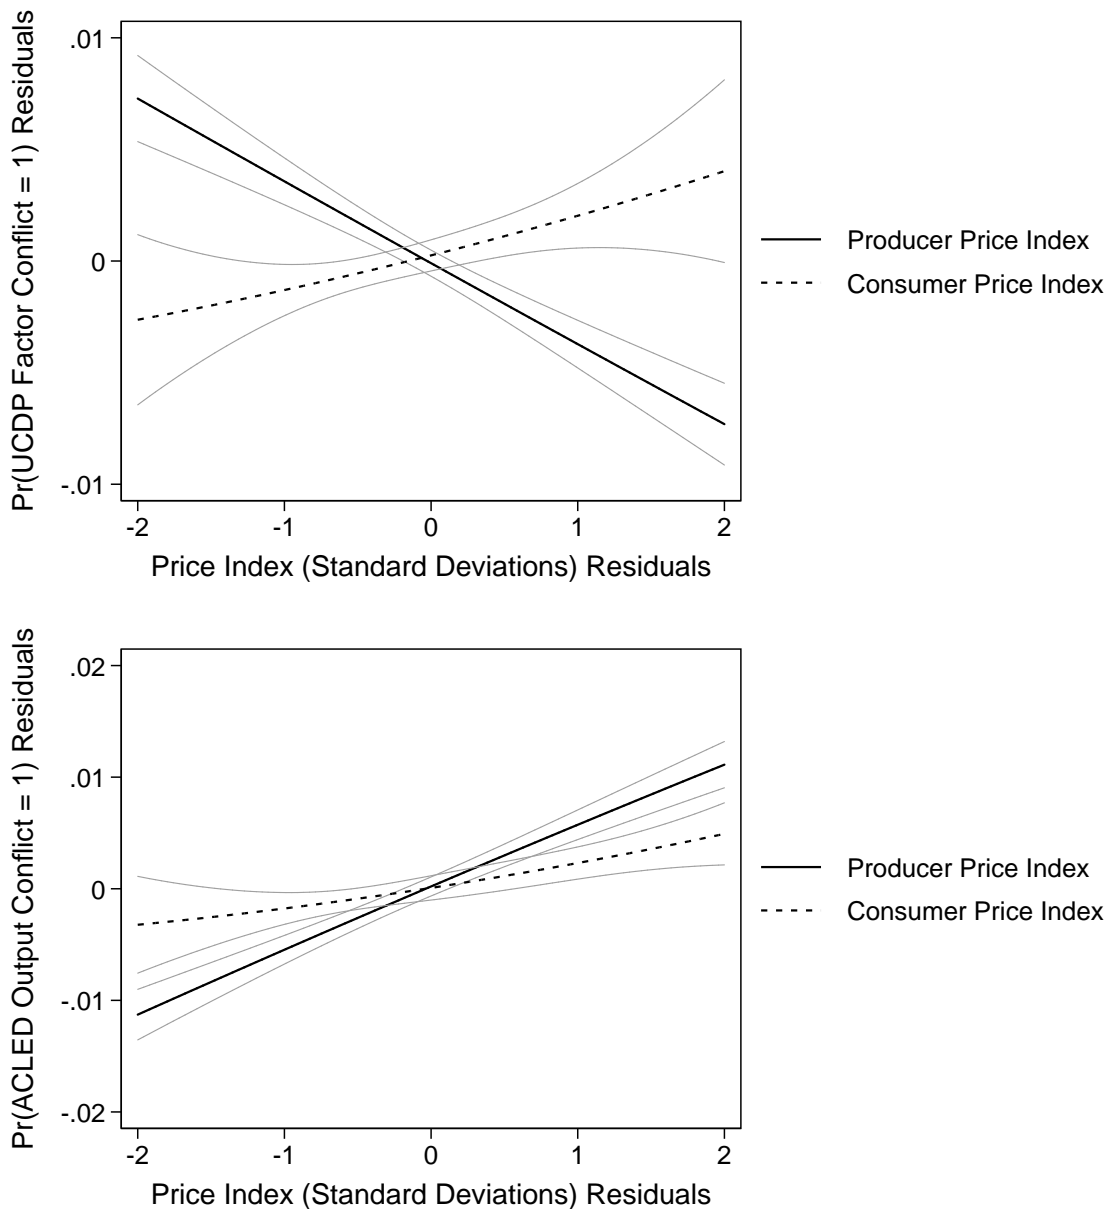 Pr(UCDP Factor Conflict = 1) Residuals
.01
0
-.01
-2 -1 0 1 2
Price Index (Standard Deviations) Residuals
Producer Price Index
Consumer Price Index
Pr(ACLED Output Conflict = 1) Residuals
.02
.01
0
-.01
-.02
-2 -1 0 1 2
Price Index (Standard Deviations) Residuals
Producer Price Index
Consumer Price Index